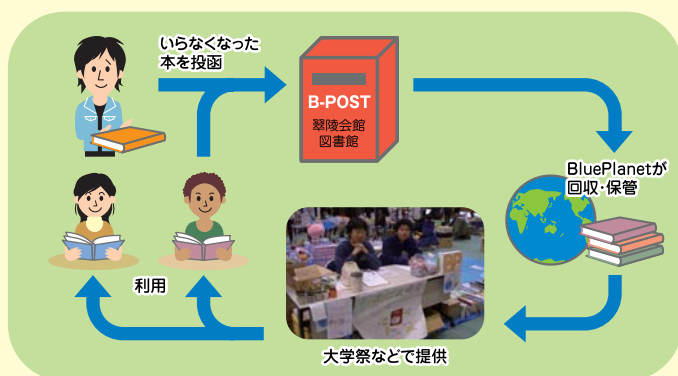 いらなくなった
本を投函
B-POST
翠陵会館
図書館
BluePlanetが
回収・保管
利用
大学祭などで提供